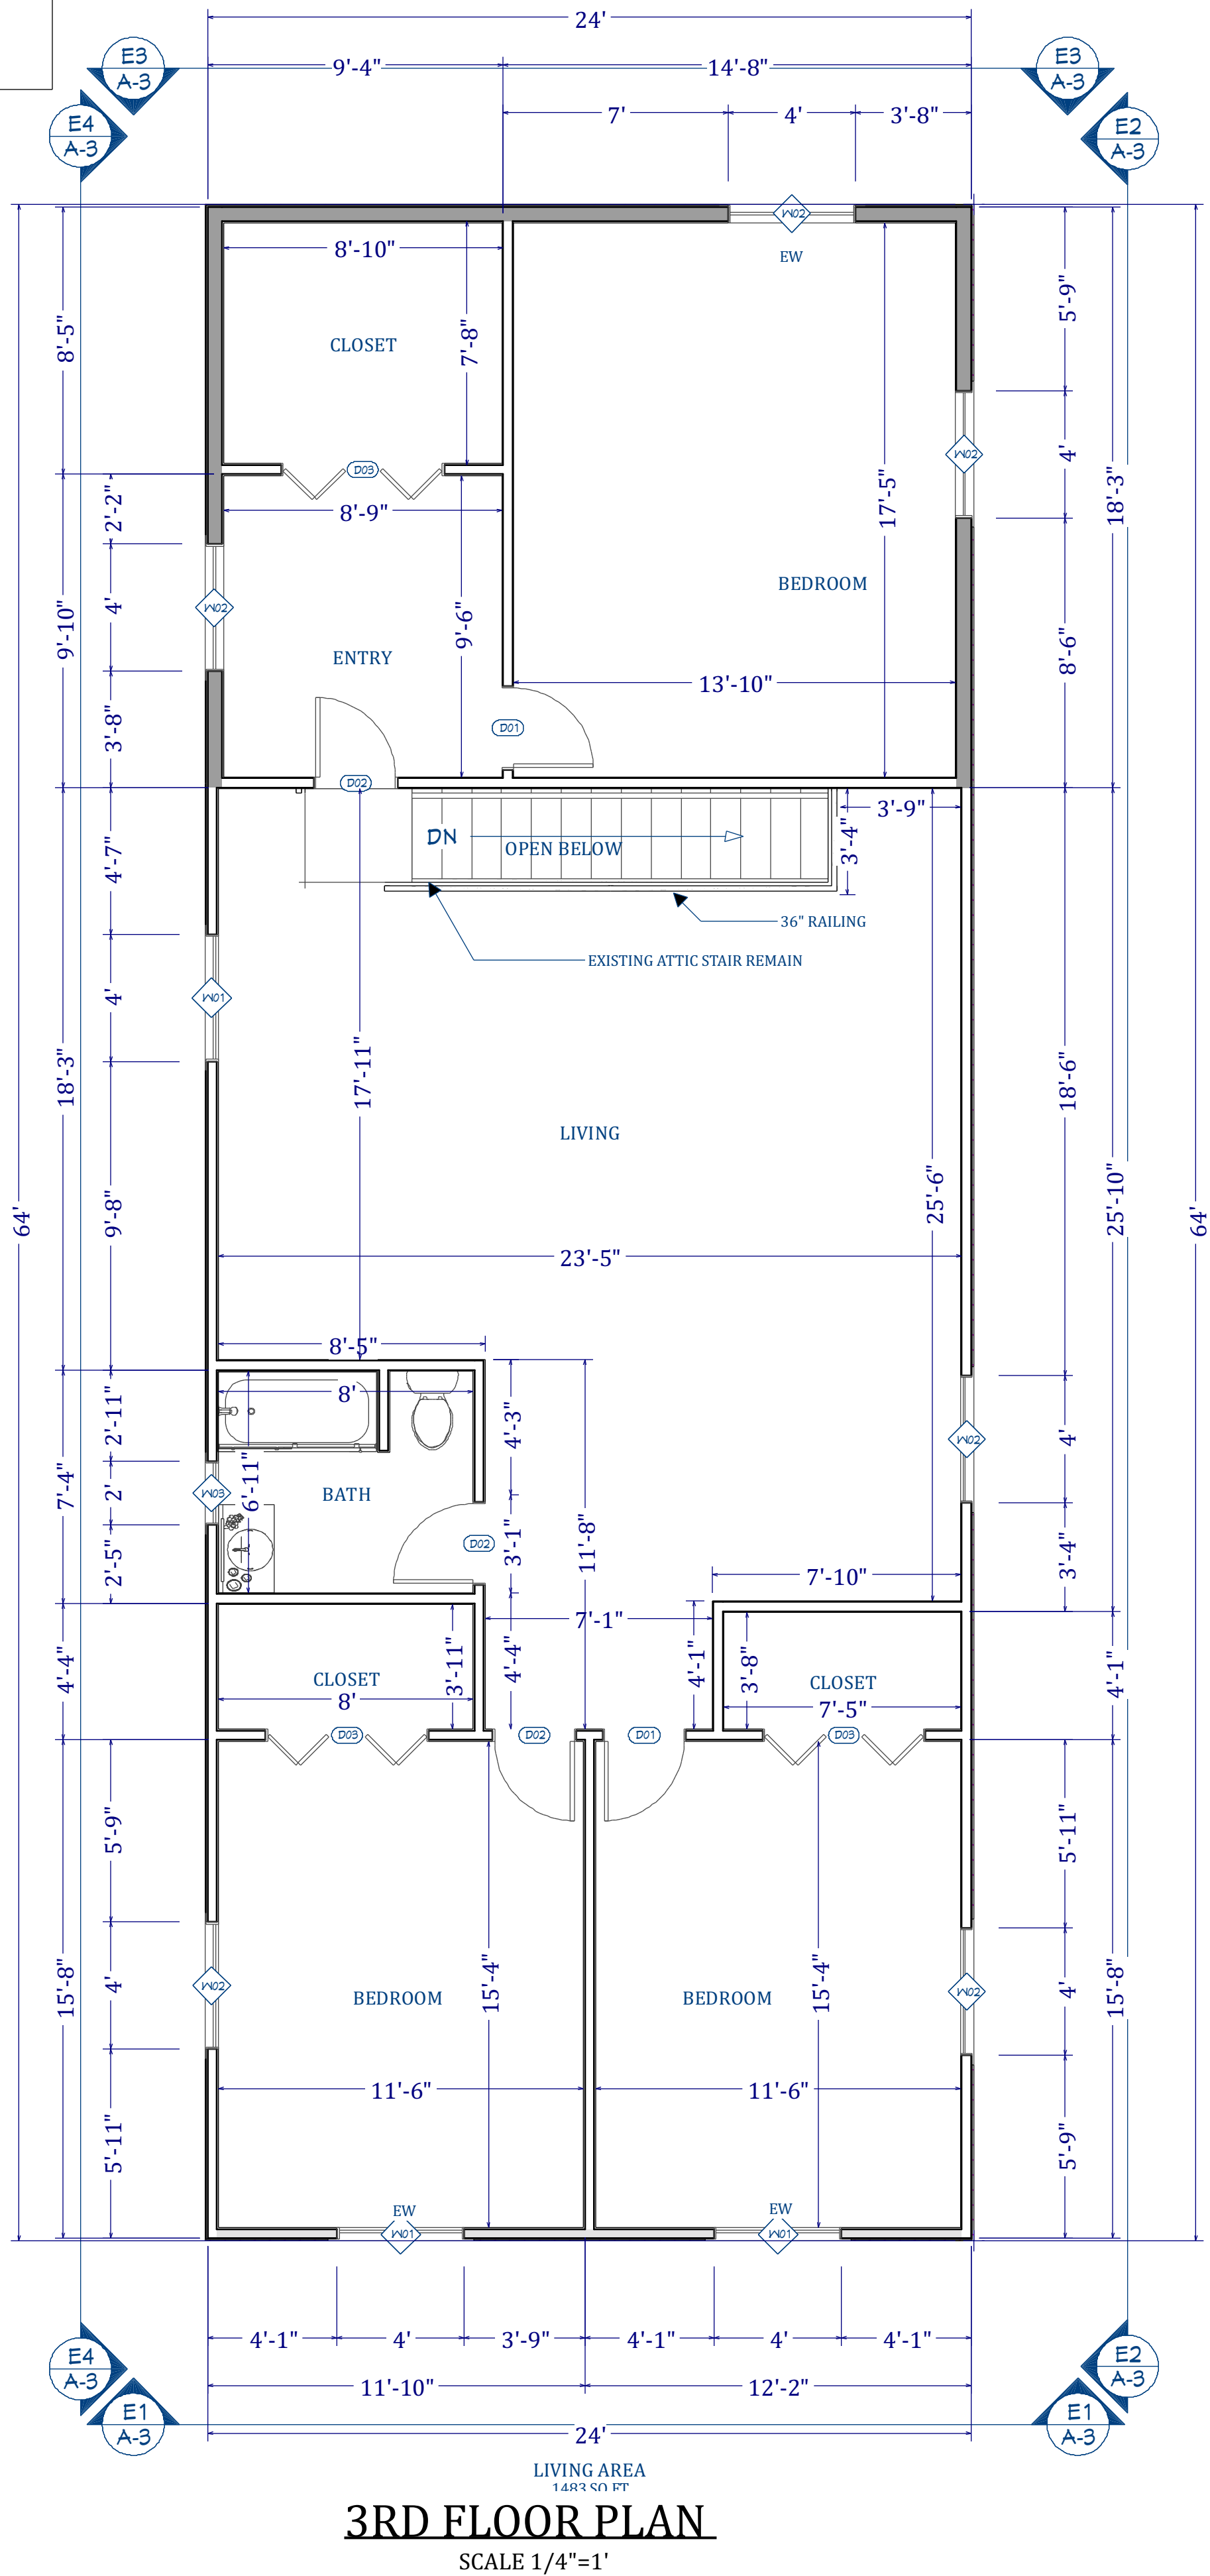 24'
9'-4"
14'-8"
7'
4'
3'-8"
E3
A-3
E4
A-3
E3
A-3
E2
A-3
W02
EW
8'-10"
CLOSET
7'-8"
8'-5"
5'-9"
4'
W02
18'-3"
17'-5"
D03
8'-9"
2'-2"
4'
W02
9'-10"
3'-8"
9'-6"
ENTRY
BEDROOM
13'-10"
8'-6"
D01
D02
DN
OPEN BELOW
3'-9"
3'-4"
36" RAILING
EXISTING ATTIC STAIR REMAIN
4'-7"
4'
W01
18'-3"
9'-8"
17'-11"
LIVING
18'-6"
25'-6"
25'-10"
64'
64'
23'-5"
8'-5"
8'
2'-11"
2'
W03
2'-5"
7'-4"
6'-11"
BATH
4'-3"
3'-1"
D02
11'-8"
4'
W02
3'-4"
7'-10"
7'-1"
4'-4"
4'-4"
CLOSET
8'
3'-11"
4'-1"
3'-8"
CLOSET
7'-5"
4'-1"
D03
D02
D01
D03
5'-9"
4'
W02
5'-11"
15'-8"
BEDROOM
15'-4"
11'-6"
BEDROOM
15'-4"
11'-6"
5'-11"
4'
W02
5'-9"
15'-8"
EW
W01
EW
W01
4'-1"
4'
3'-9"
4'-1"
4'
4'-1"
11'-10"
12'-2"
24'
E4
A-3
E1
A-3
E2
A-3
E1
A-3
LIVING AREA
1483 SQ FT
3RD FLOOR PLAN
SCALE 1/4"=1'